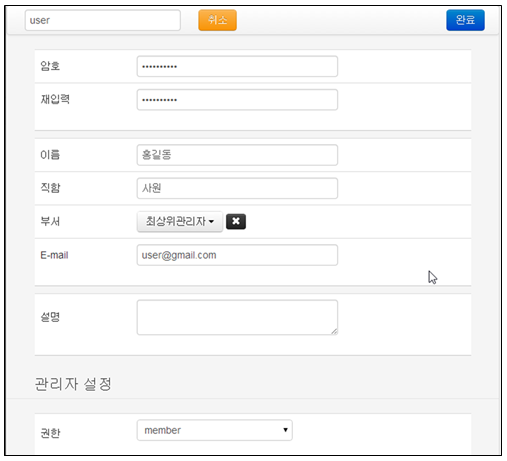 user 취소 완료
암호 ••••••••••
재입력 ••••••••••
이름 홍길동
직함 사원
부서 최상위관리자
E-mail user@gmail.com
설명
관리자 설정
권한 member